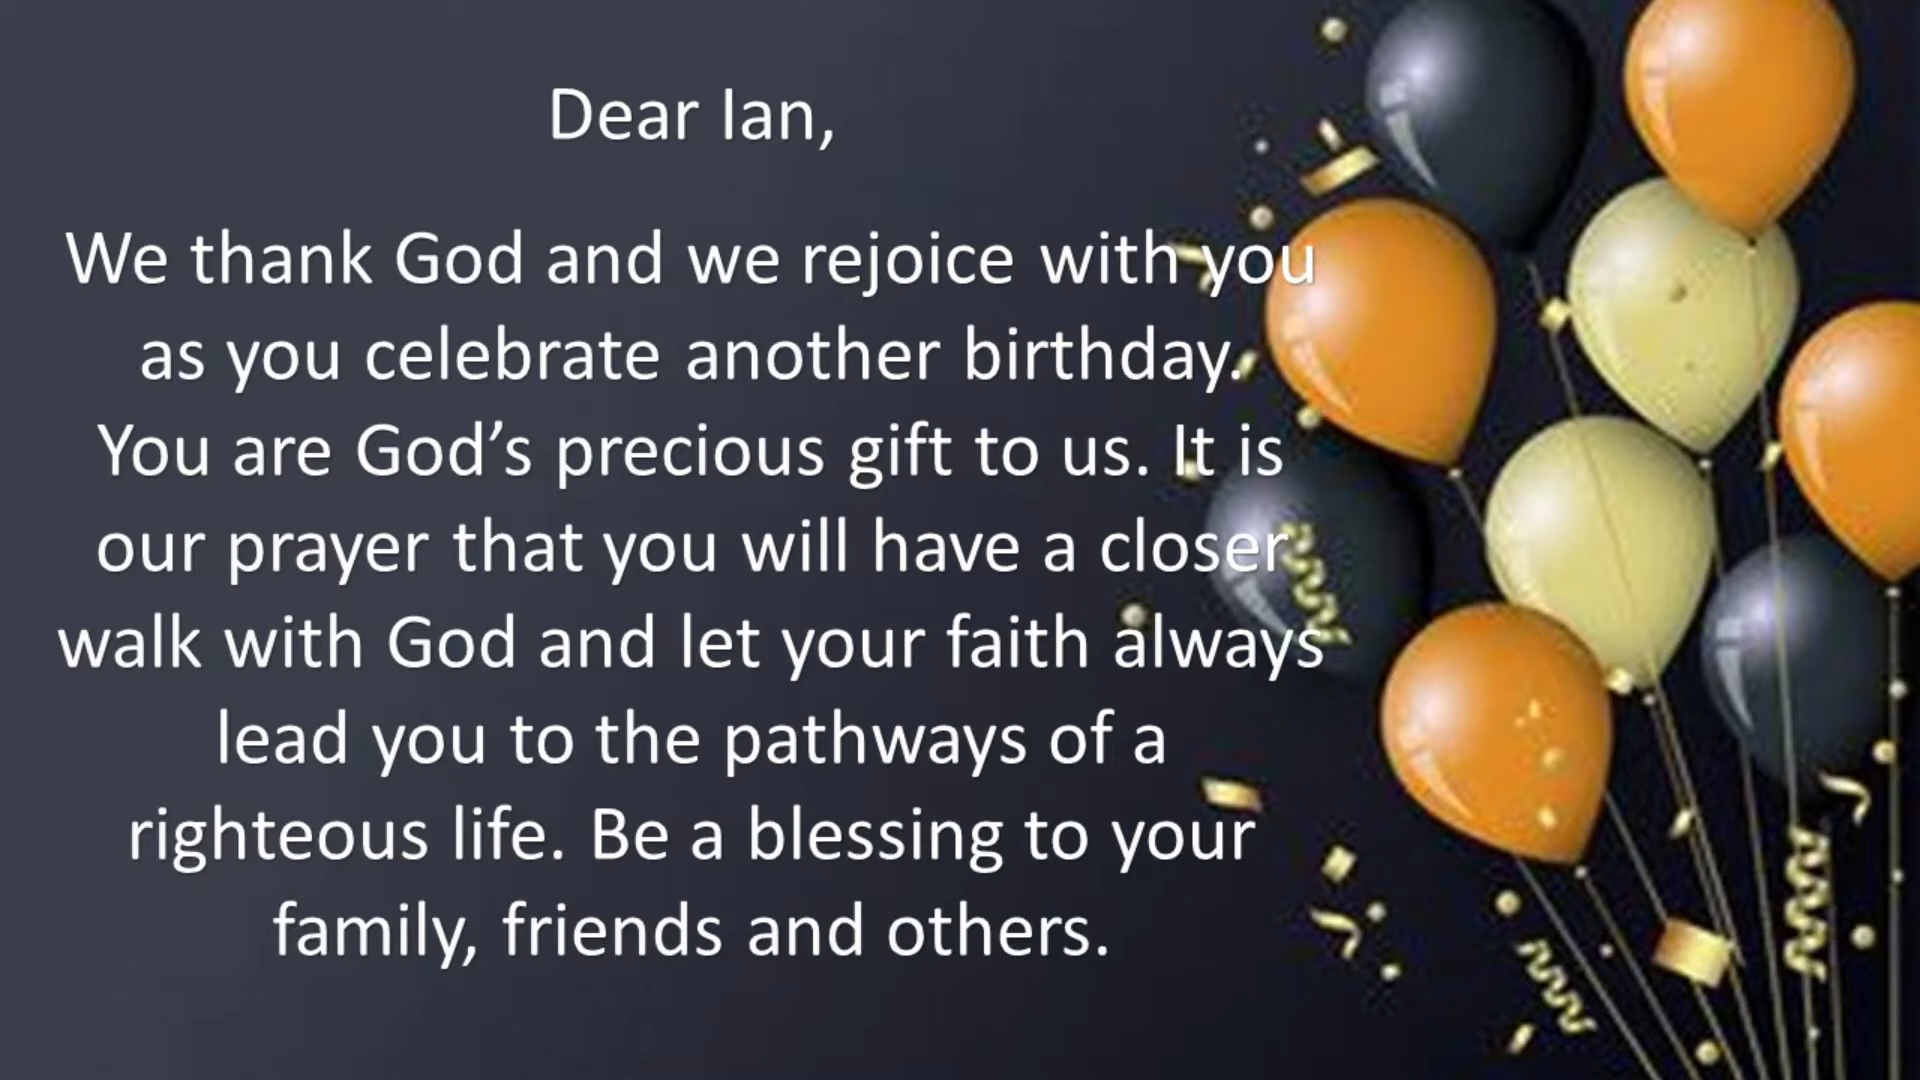 Dear Ian,
We thank God and we rejoice with you
as you celebrate another birthday.
You are God’s precious gift to us. It is
our prayer that you will have a closer
walk with God and let your faith always
lead you to the pathways of a
righteous life. Be a blessing to your
family, friends and others.